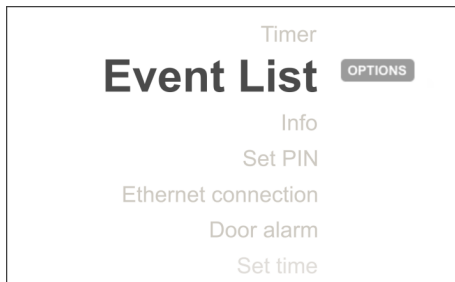 Timer
Event List OPTIONS
Info
Set PIN
Ethernet connection
Door alarm
Set time